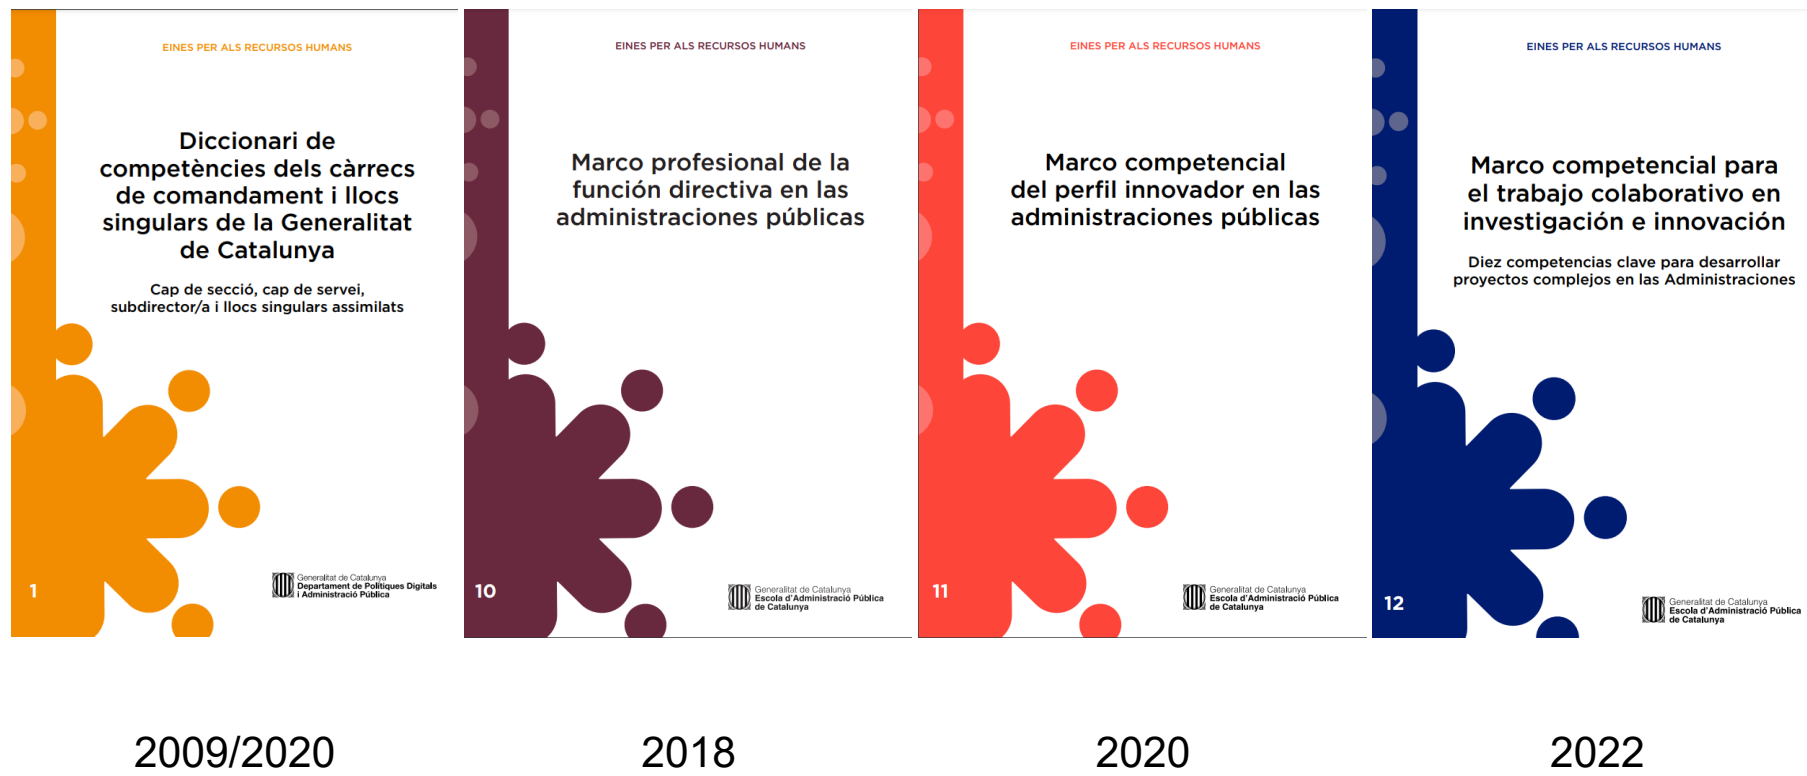 EINES PER ALS RECURSOS HUMANS
Diccionari de
competències dels càrrecs
de comandament i llocs
singulars de la Generalitat
de Catalunya
Cap de secció, cap de servei,
subdirector/a i llocs singulars assimilats
1
Generalitat de Catalunya
Departament de Polítiques Digitals
i Administració Pública
2009/2020
EINES PER ALS RECURSOS HUMANS
Marco profesional de la
función directiva en las
administraciones públicas
10
Generalitat de Catalunya
Escola d'Administració Pública
de Catalunya
2018
EINES PER ALS RECURSOS HUMANS
Marco competencial
del perfil innovador en las
administraciones públicas
11
Generalitat de Catalunya
Escola d'Administració Pública
de Catalunya
2020
EINES PER ALS RECURSOS HUMANS
Marco competencial para
el trabajo colaborativo en
investigación e innovación
Diez competencias clave para desarrollar
proyectos complejos en las Administraciones
12
Generalitat de Catalunya
Escola d'Administració Pública
de Catalunya
2022